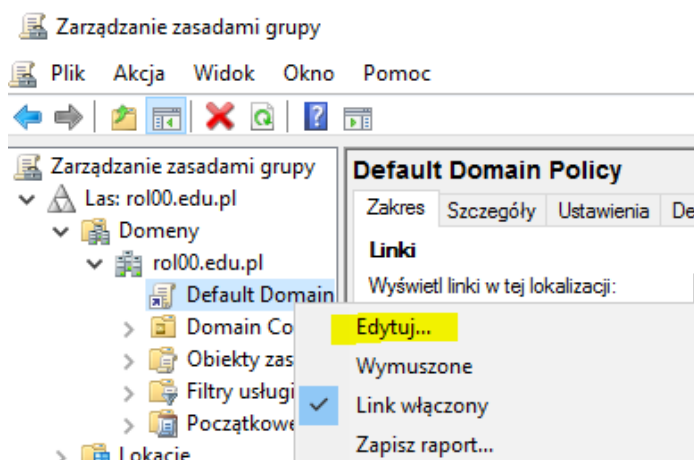 Zarządzanie zasadami grupy
Plik Akcja Widok Okno Pomoc
Zarządzanie zasadami grupy
Las: rol00.edu.pl
Domeny
rol00.edu.pl
Default Domain
Domain Co
Obiekty zas
Filtry usługi
Początkowe
Lokacje
Default Domain Policy
Zakres Szczegóły Ustawienia De
Linki
Wyświetl linki w tej lokalizacji:
Edytuj...
Wymuszone
Link włączony
Zapisz raport...